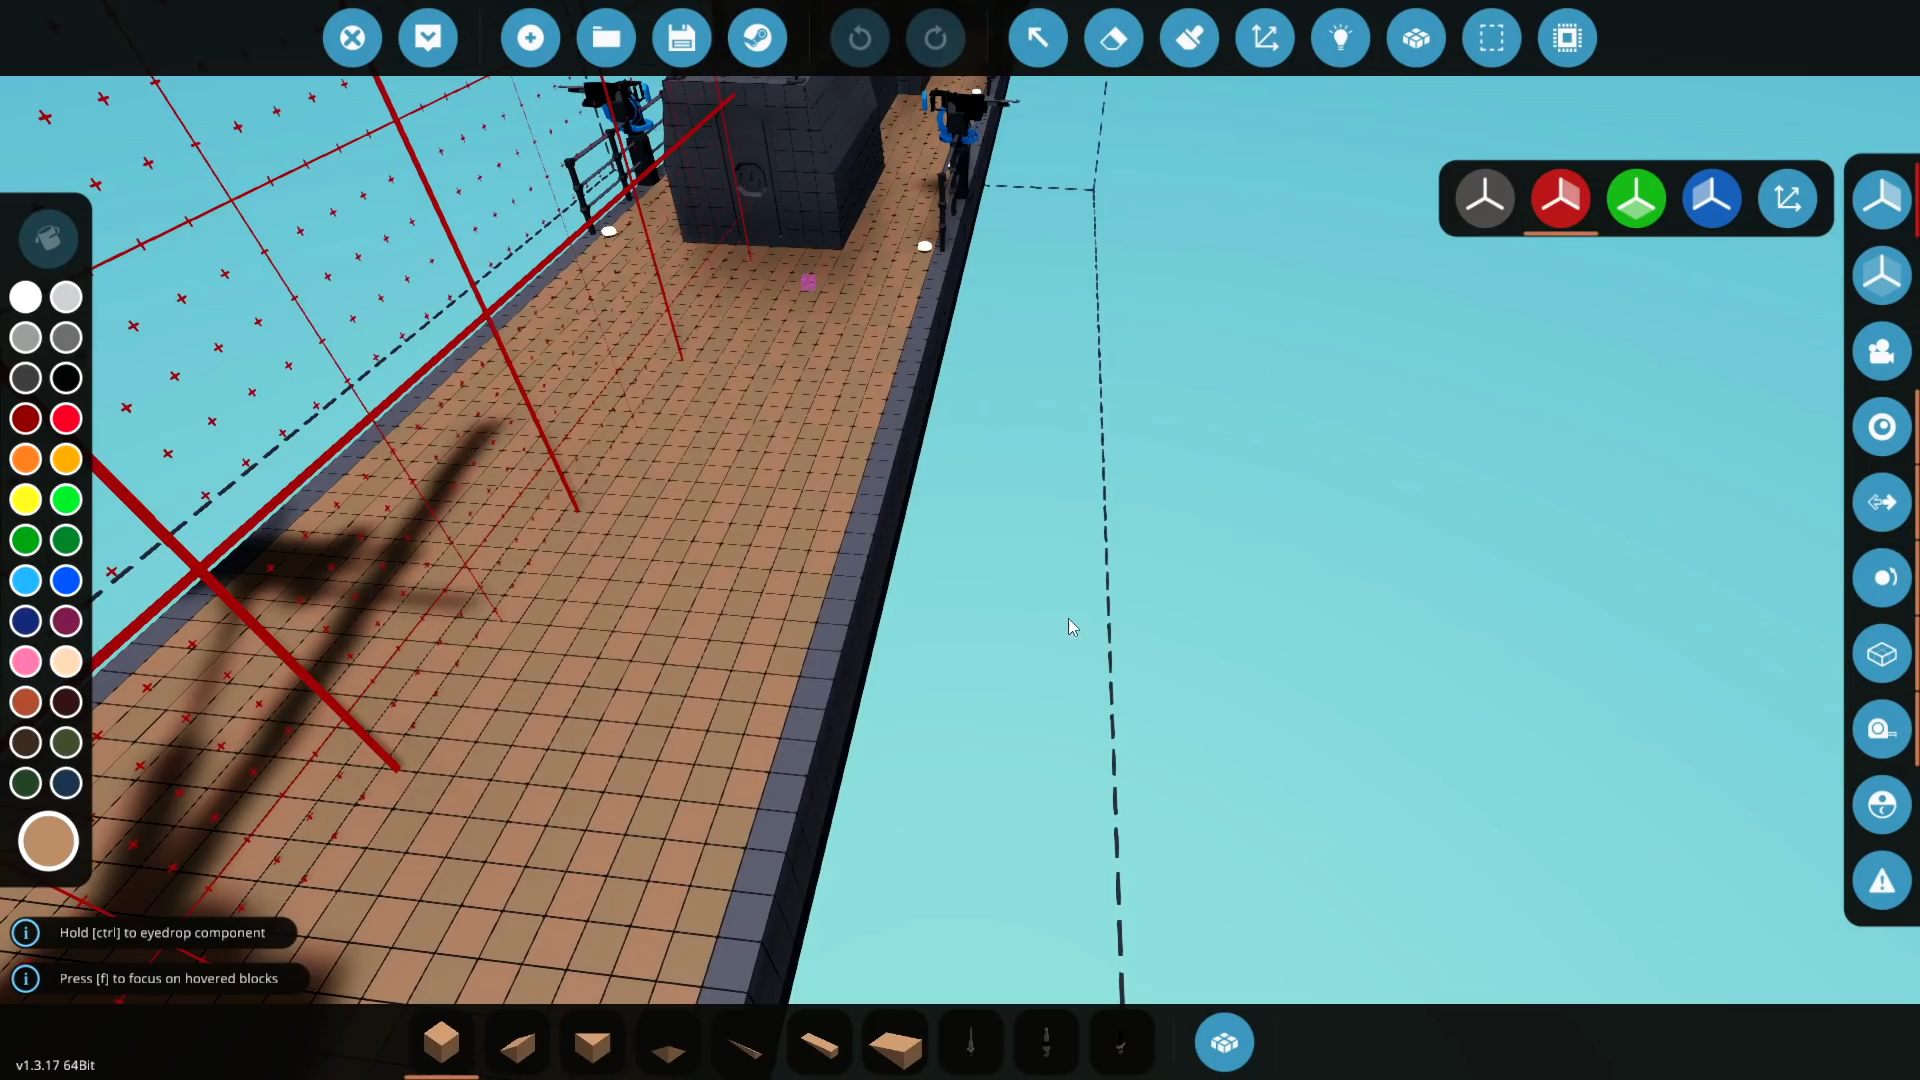 Hold [ctrl] to eyedrop component
Press [f] to focus on hovered blocks
v1.3.17 64Bit